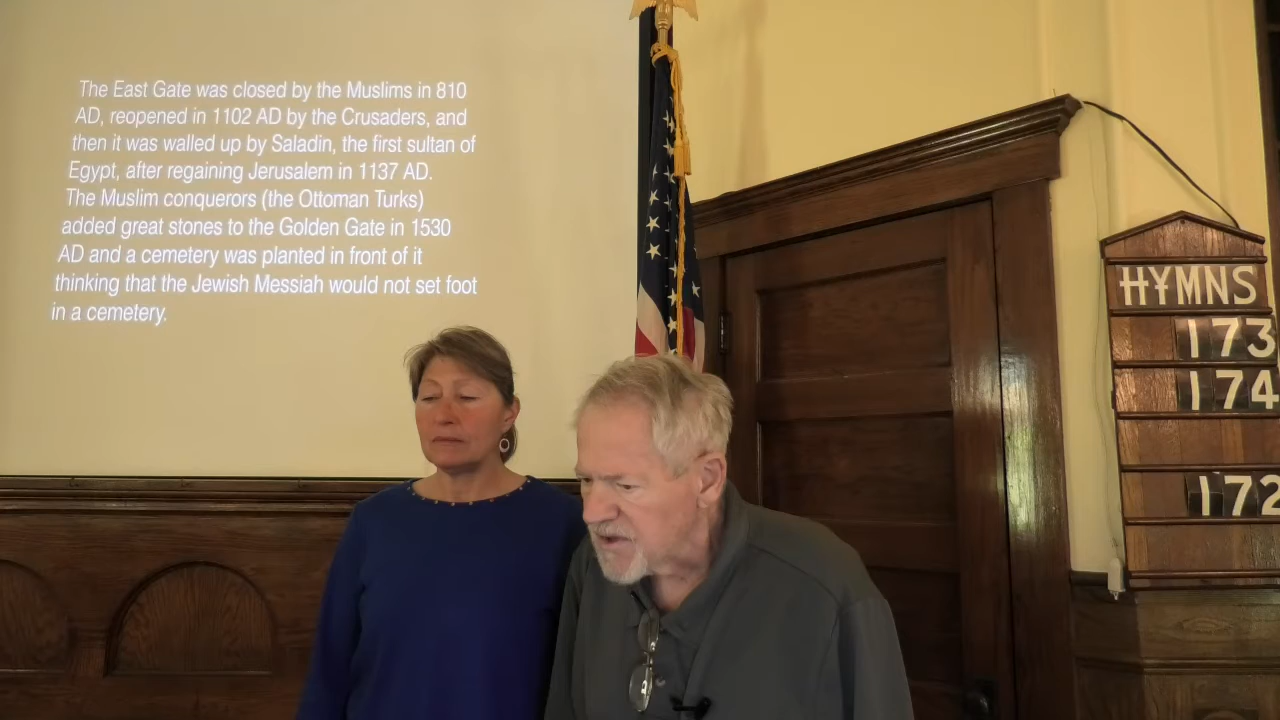 The East Gate was closed by the Muslims in 810
AD, reopened in 1102 AD by the Crusaders, and
then it was walled up by Saladin, the first sultan of
Egypt, after regaining Jerusalem in 1137 AD.
The Muslim conquerors (the Ottoman Turks)
added great stones to the Golden Gate in 1530
AD and a cemetery was planted in front of it
thinking that the Jewish Messiah would not set foot
in a cemetery.
HYMNS
173
174
172